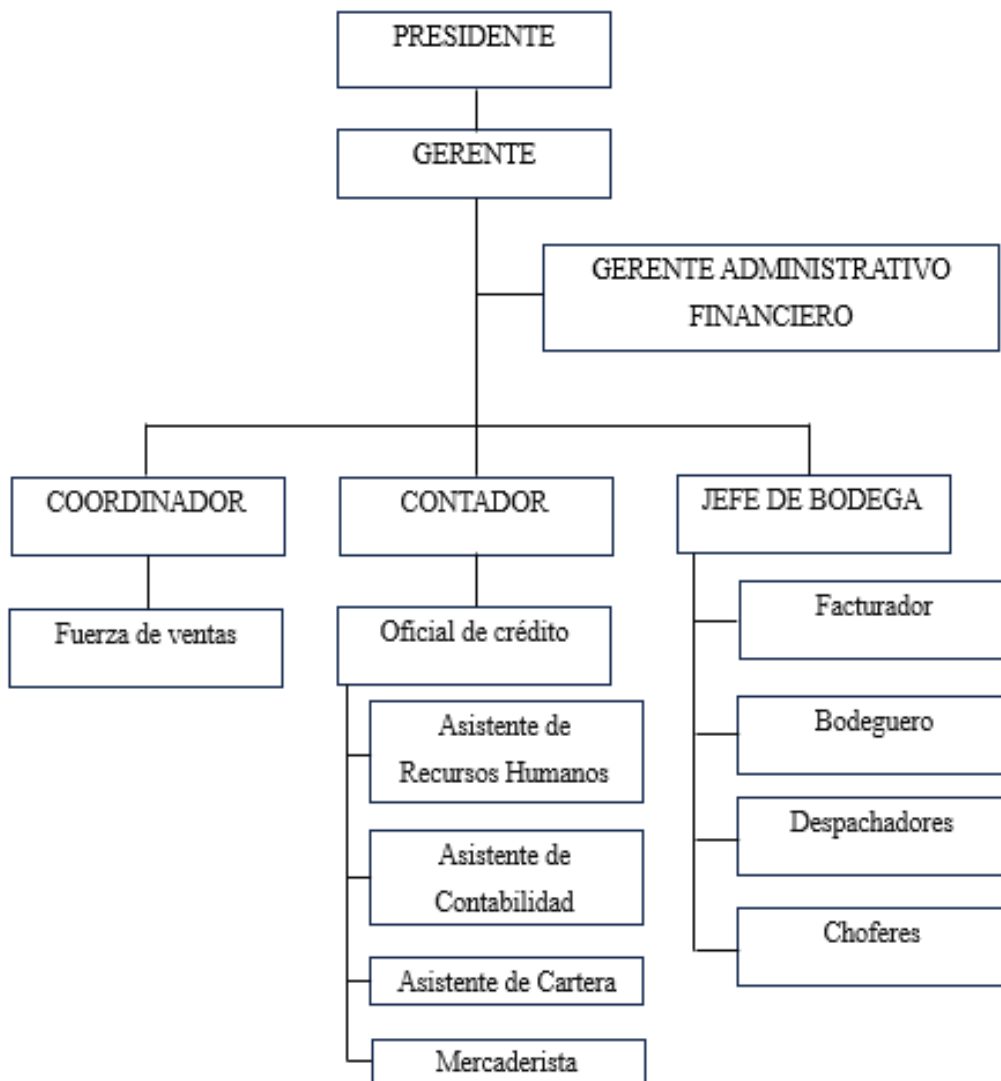 PRESIDENTE
GERENTE
GERENTE ADMINISTRATIVO
FINANCIERO
COORDINADOR
CONTADOR
JEFE DE BODEGA
Fuerza de ventas
Oficial de crédito
Asistente de
Recursos Humanos
Asistente de
Contabilidad
Asistente de Cartera
Mercaderista
Facturador
Bodeguero
Despachadores
Choferes